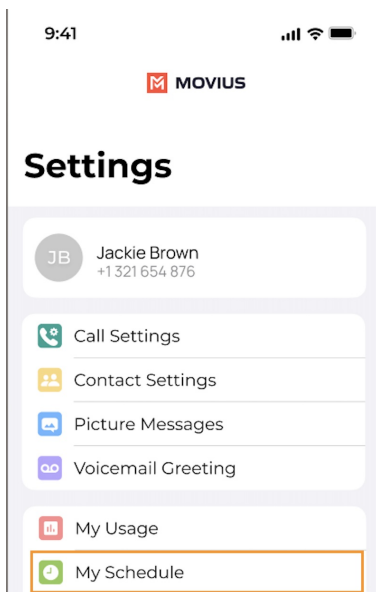 9:41
MOVIUS
Settings
JB
Jackie Brown
+1 321 654 876
Call Settings
Contact Settings
Picture Messages
Voicemail Greeting
My Usage
My Schedule